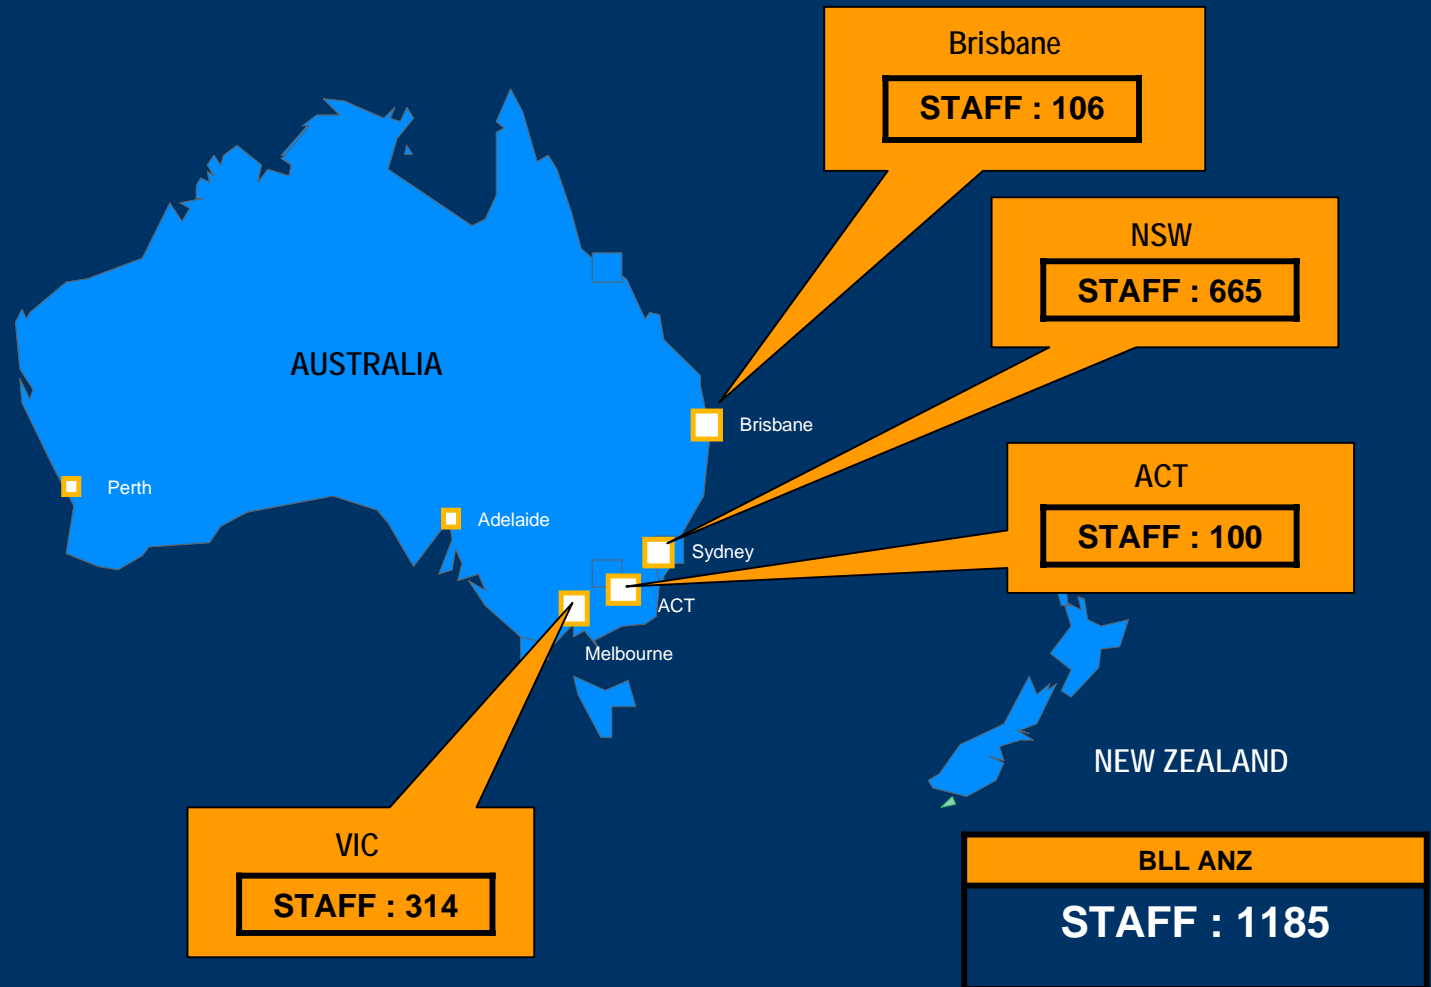 Brisbane
STAFF : 106
NSW
STAFF : 665
AUSTRALIA
Brisbane
Perth
Adelaide
ACT
STAFF : 100
Sydney
ACT
Melbourne
NEW ZEALAND
VIC
STAFF : 314
BLL ANZ
STAFF : 1185